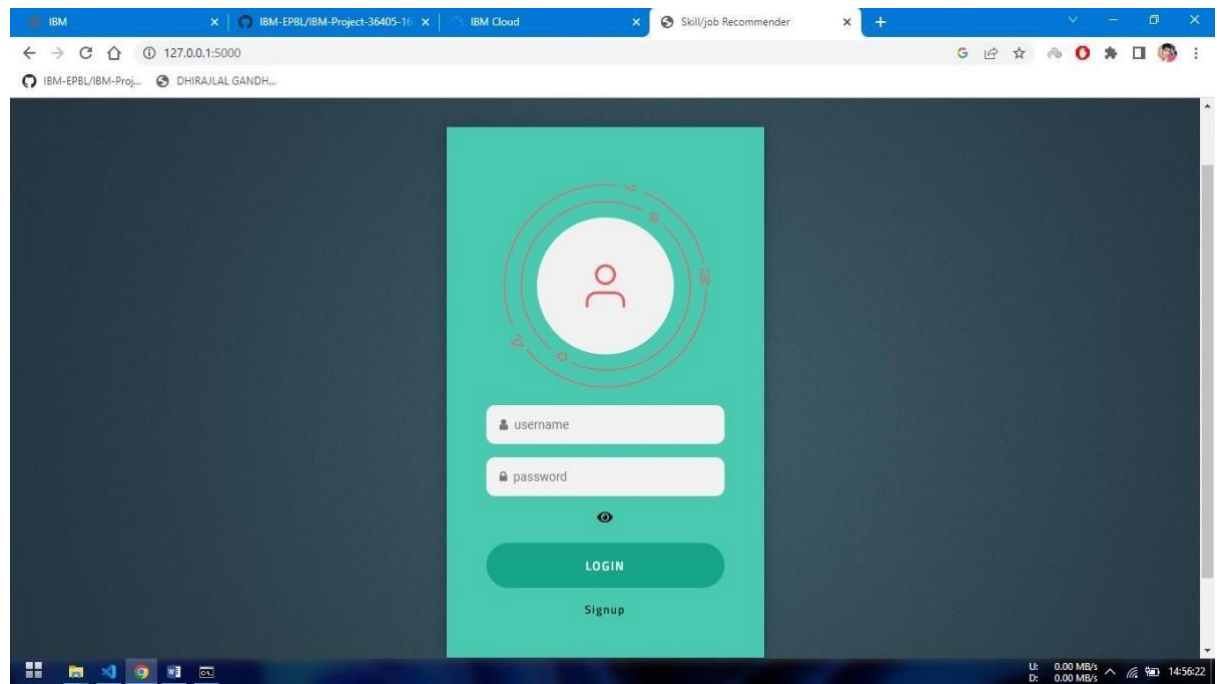 IBM
IBM-EPBL/IBM-Project-36405-16
IBM Cloud
Skill/job Recommender
127.0.0.1:5000
IBM-EPBL/IBM-Proj...
DHIRAJLAL GANDH...
username
password
LOGIN
Signup
U: 0.00 MB/s
D: 0.00 MB/s
14:56:22